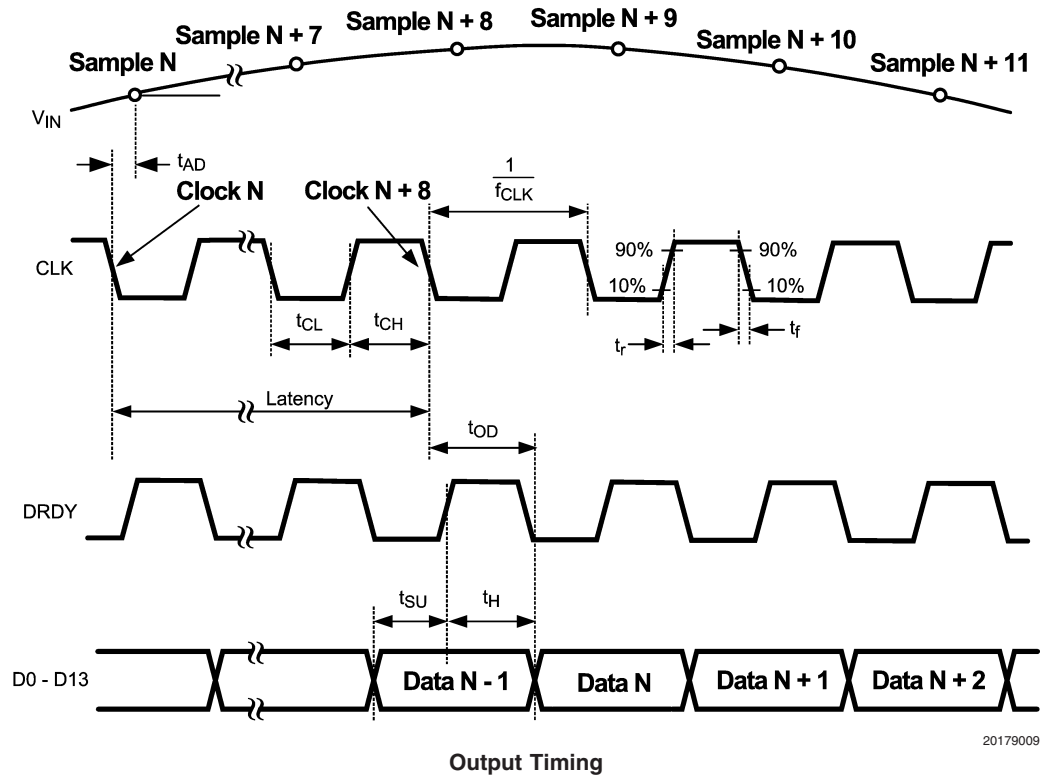 Sample N
Sample N + 7
Sample N + 8
Sample N + 9
Sample N + 10
Sample N + 11
VIN
tAD
Clock N
Clock N + 8
1
fCLK
CLK
90%
10%
90%
10%
tCL
tCH
tr
tf
Latency
tOD
DRDY
tSU
tH
D0 - D13
Data N - 1
Data N
Data N + 1
Data N + 2
20179009
Output Timing